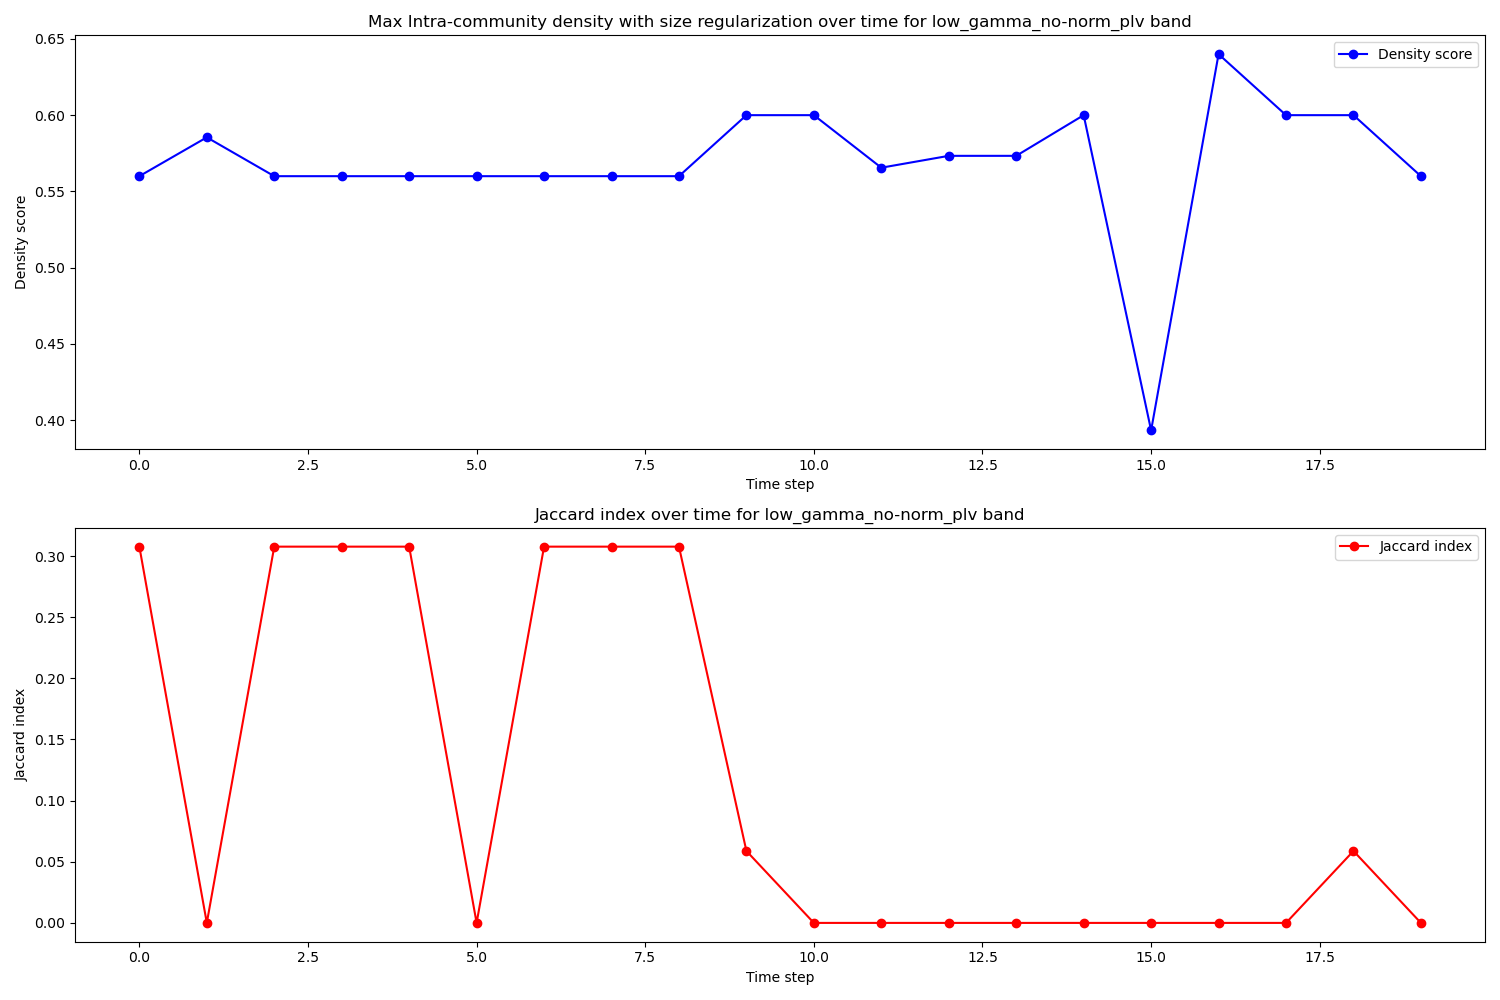 Max Intra-community density with size regularization over time for low_gamma_no-norm_plv band
0.65
0.60
0.55
0.50
0.45
0.40
Density score
Density score
0.0 2.5 5.0 7.5 10.0 12.5 15.0 17.5
Time step
Jaccard index over time for low_gamma_no-norm_plv band
0.30
0.25
0.20
0.15
0.10
0.05
0.00
Jaccard index
Jaccard index
0.0 2.5 5.0 7.5 10.0 12.5 15.0 17.5
Time step